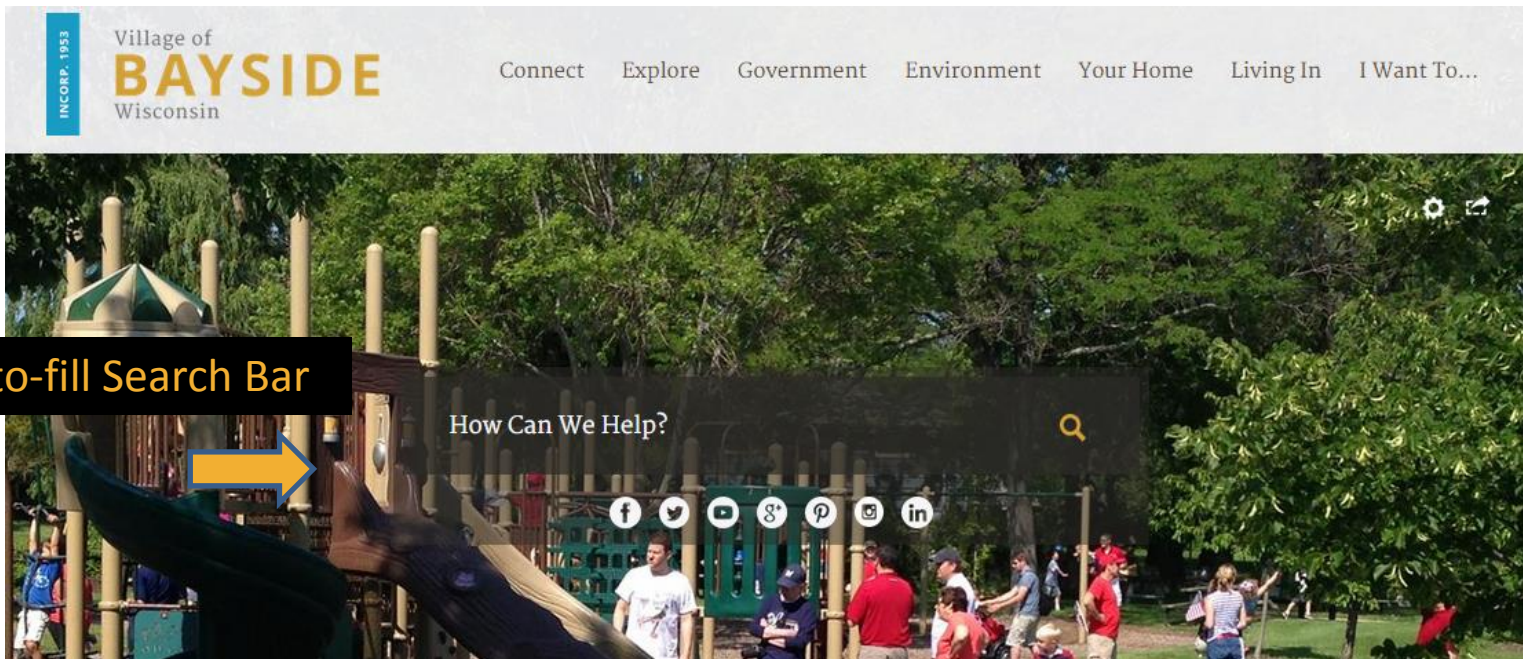 INCORP. 1953
Village of
BAYSIDE
Wisconsin
Connect Explore Government Environment Your Home Living In I Want To...
to-fill Search Bar
How Can We Help?